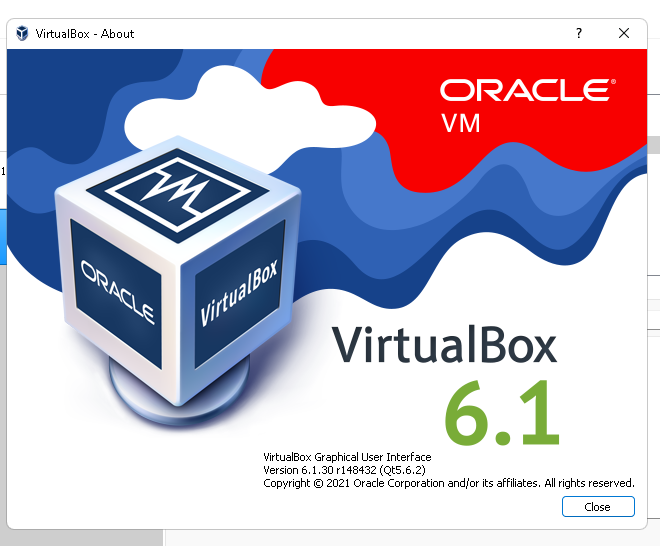 VirtualBox - About
?
ORACLE®
VM
ORACLE
VirtualBox
VirtualBox
6.1
VirtualBox Graphical User Interface
Version 6.1.30 r148432 (Qt5.6.2)
Copyright © 2021 Oracle Corporation and/or its affiliates. All rights reserved.
Close